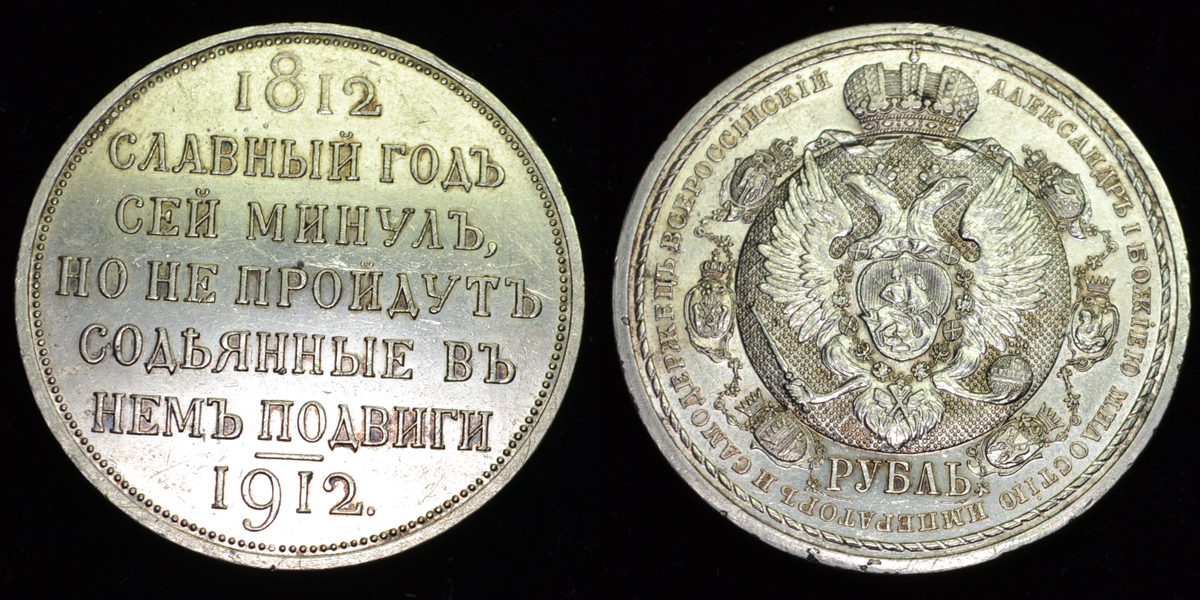 1812
СЛАВНЫЙ ГОДЪ
СЕЙ МИНУЛЪ,
НО НЕ ПРОЙДУТЪ
СОДѢЯННЫЕ ВЪ
НЕМЪ ПОДВИГИ
1912.
АЛЕКСАНДРЪ I БОЖІЕЮ МИЛОСТІЮ ИМПЕРАТОРЪ И САМОДЕРЖЕЦЪ ВСЕРОССІЙСКІЙ
РУБЛЬ